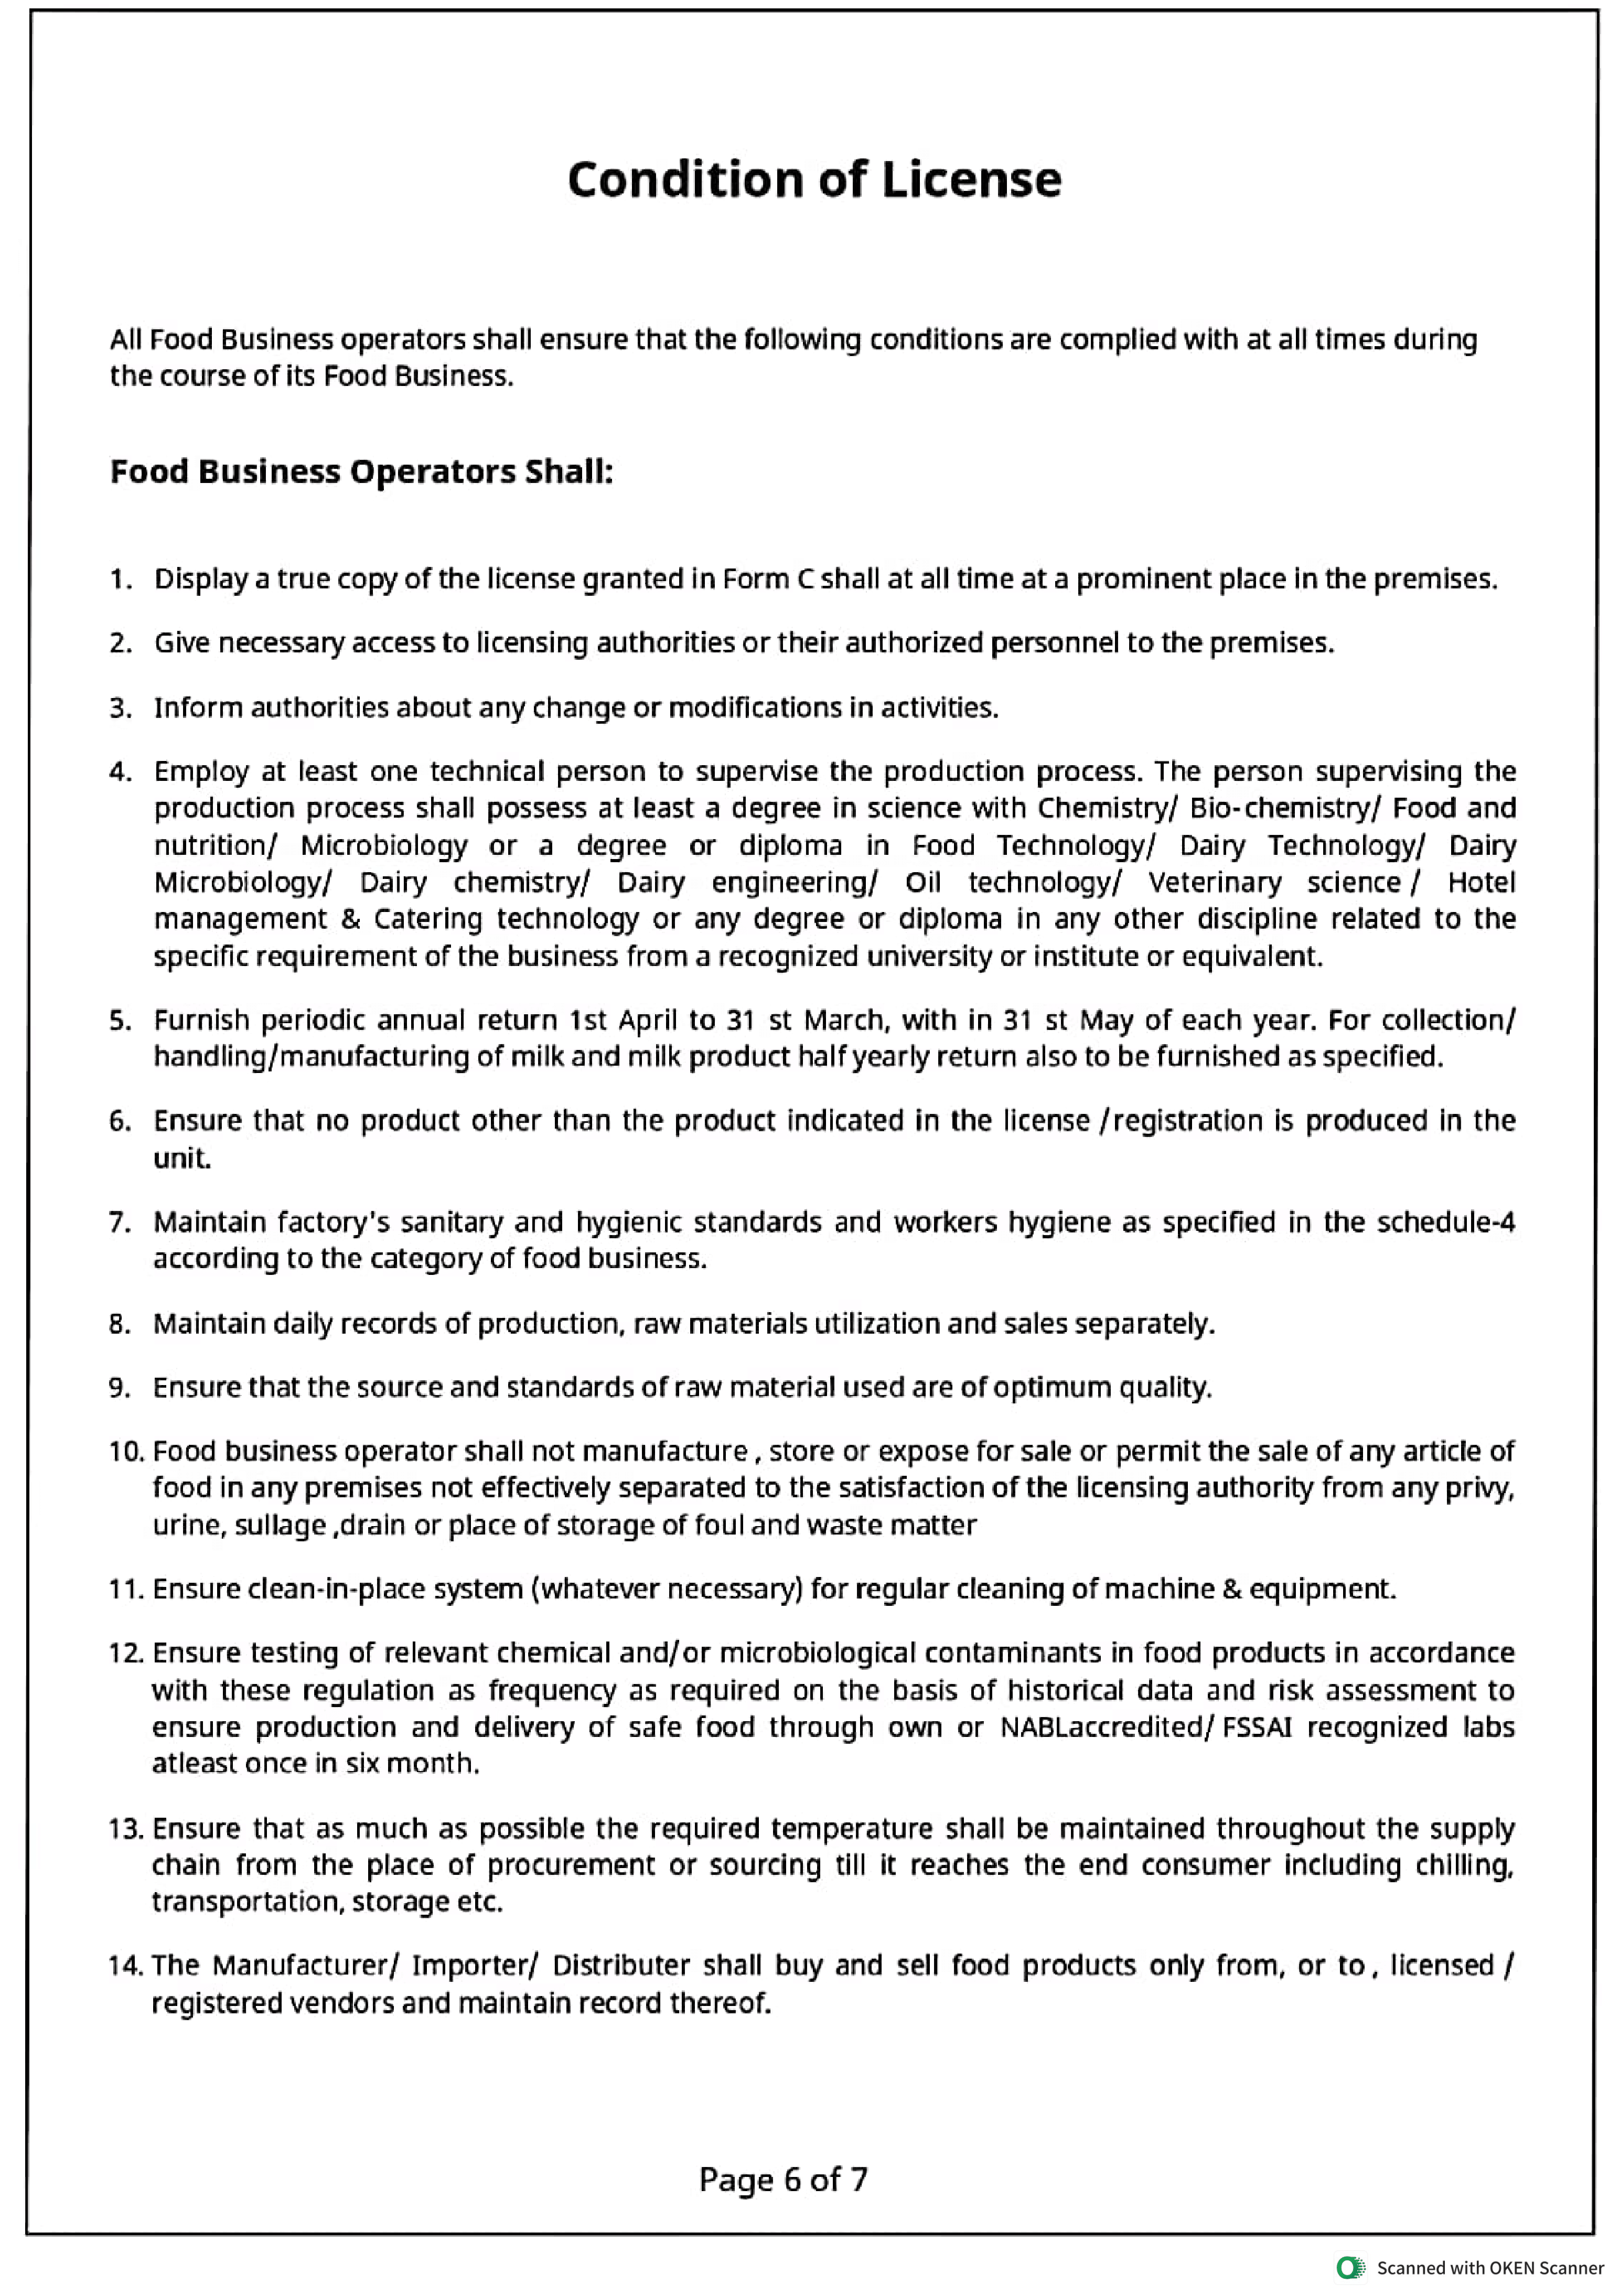 Condition of License
All Food Business operators shall ensure that the following conditions are complied with at all times during
the course of its Food Business.
Food Business Operators Shall:
1. Display a true copy of the license granted in Form C shall at all time at a prominent place in the premises.
2. Give necessary access to licensing authorities or their authorized personnel to the premises.
3. Inform authorities about any change or modifications in activities.
4. Employ at least one technical person to supervise the production process. The person supervising the
production process shall possess at least a degree in science with Chemistry/ Bio-chemistry/ Food and
nutrition/ Microbiology or a degree or diploma in Food Technology/ Dairy Technology/ Dairy
Microbiology/ Dairy chemistry/ Dairy engineering/ Oil technology/ Veterinary science / Hotel
management & Catering technology or any degree or diploma in any other discipline related to the
specific requirement of the business from a recognized university or institute or equivalent.
5. Furnish periodic annual return 1st April to 31 st March, with in 31 st May of each year. For collection/
handling/manufacturing of milk and milk product half yearly return also to be furnished as specified.
6. Ensure that no product other than the product indicated in the license /registration is produced in the
unit.
7. Maintain factory's sanitary and hygienic standards and workers hygiene as specified in the schedule-4
according to the category of food business.
8. Maintain daily records of production, raw materials utilization and sales separately.
9. Ensure that the source and standards of raw material used are of optimum quality.
10. Food business operator shall not manufacture , store or expose for sale or permit the sale of any article of
food in any premises not effectively separated to the satisfaction of the licensing authority from any privy,
urine, sullage ,drain or place of storage of foul and waste matter
11. Ensure clean-in-place system (whatever necessary) for regular cleaning of machine & equipment.
12. Ensure testing of relevant chemical and/or microbiological contaminants in food products in accordance
with these regulation as frequency as required on the basis of historical data and risk assessment to
ensure production and delivery of safe food through own or NABLaccredited/ FSSAI recognized labs
atleast once in six month.
13. Ensure that as much as possible the required temperature shall be maintained throughout the supply
chain from the place of procurement or sourcing till it reaches the end consumer including chilling,
transportation, storage etc.
14. The Manufacturer/ Importer/ Distributer shall buy and sell food products only from, or to , licensed /
registered vendors and maintain record thereof.
Page 6 of 7
Scanned with OKEN Scanner